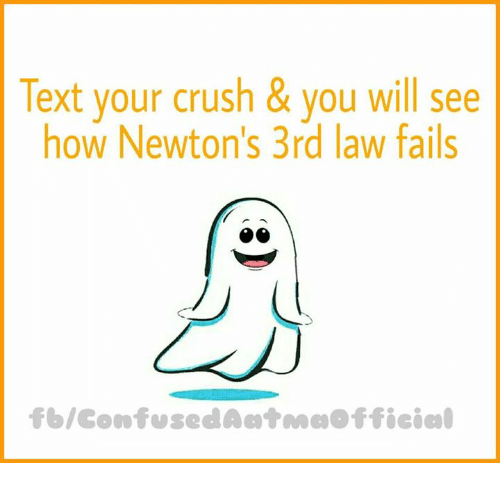 Text your crush & you will see
how Newton's 3rd law fails
fb/ConfusedAatmaOfficial